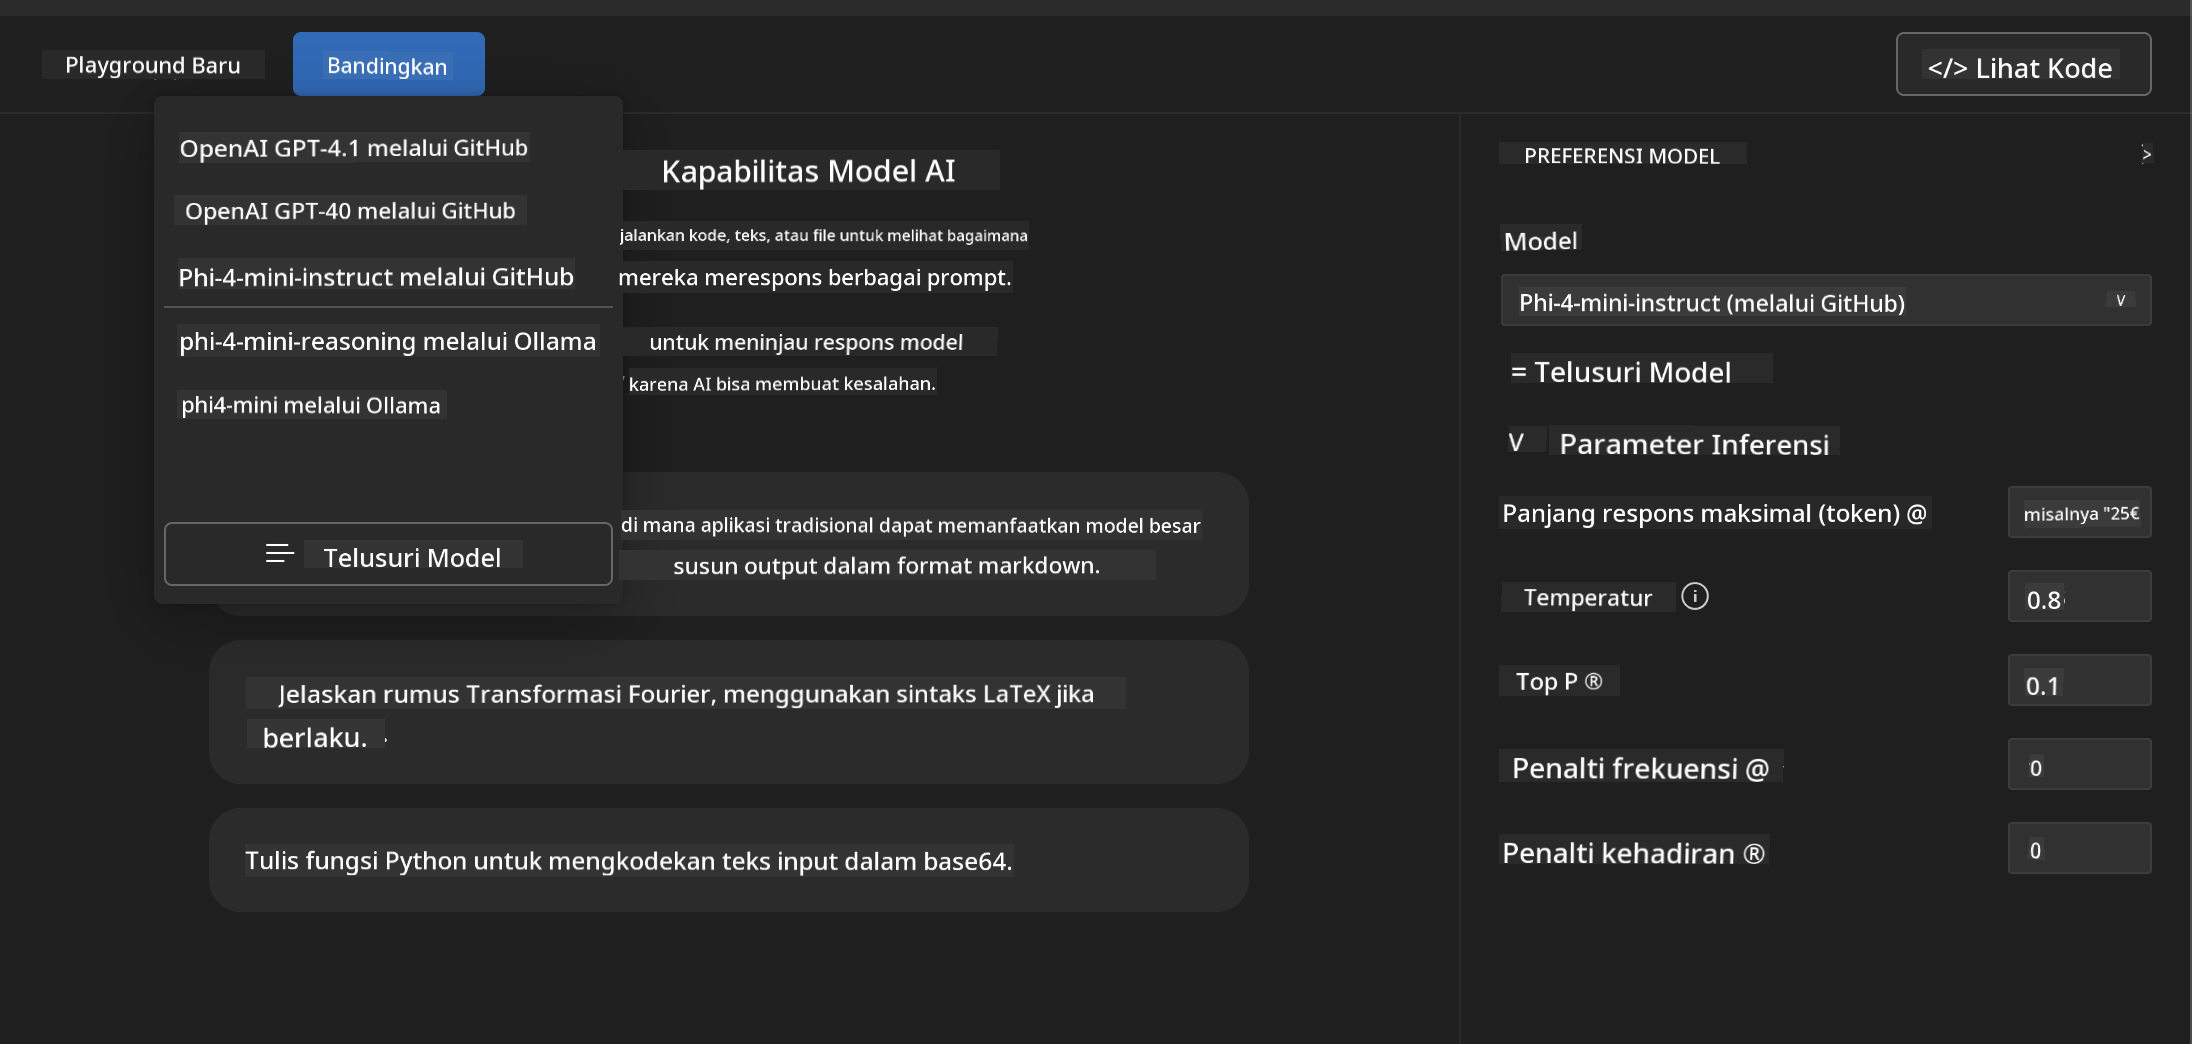 Playground Baru
Bandingkan
</> Lihat Kode
OpenAI GPT-4.1 melalui GitHub
OpenAI GPT-40 melalui GitHub
Phi-4-mini-instruct melalui GitHub
phi-4-mini-reasoning melalui Ollama
phi4-mini melalui Ollama
Telusuri Model
Kapabilitas Model AI
jalankan kode, teks, atau file untuk melihat bagaimana
mereka merespons berbagai prompt.
untuk meninjau respons model
karena AI bisa membuat kesalahan.
di mana aplikasi tradisional dapat memanfaatkan model besar
susun output dalam format markdown.
Jelaskan rumus Transformasi Fourier, menggunakan sintaks LaTeX jika
berlaku.
Tulis fungsi Python untuk mengkodekan teks input dalam base64.
PREFERENSI MODEL >
Model
Phi-4-mini-instruct (melalui GitHub) V
= Telusuri Model
V Parameter Inferensi
Panjang respons maksimal (token) @ misalnya "25€
Temperatur i 0.8
Top P ® 0.1
Penalti frekuensi @ 0
Penalti kehadiran ® 0